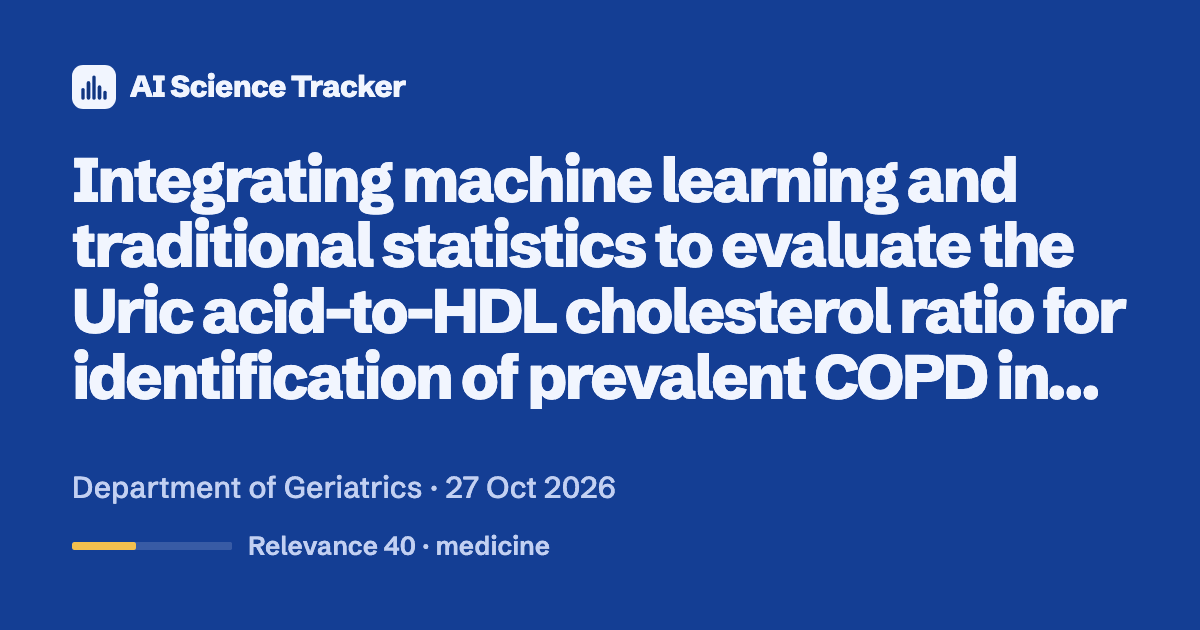 AI Science Tracker
Integrating machine learning and
traditional statistics to evaluate the
Uric acid-to-HDL cholesterol ratio for
identification of prevalent COPD in...
Department of Geriatrics · 27 Oct 2026
Relevance 40 · medicine